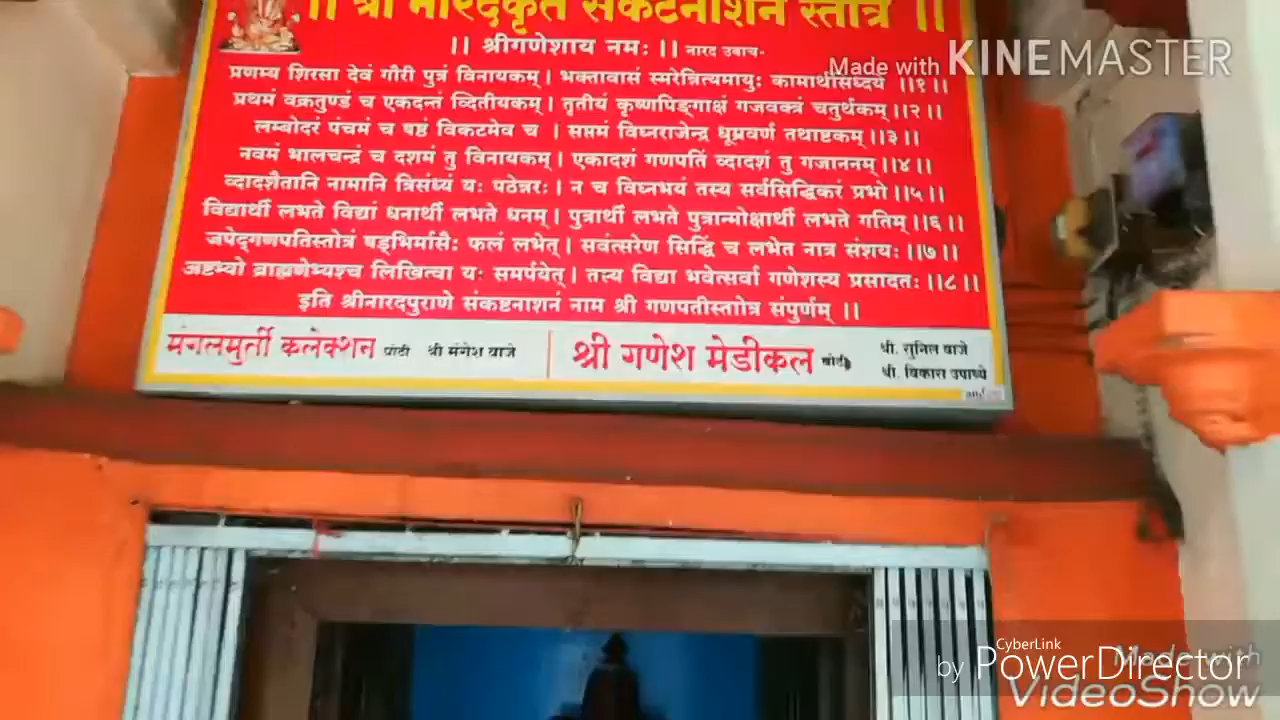 ।। श्री नारदकृत संकटनाशन स्तोत्र ।।
।। श्रीगणेशाय नमः ।। नारद उवाच-
प्रणम्य शिरसा देवं गौरी पुत्रं विनायकम् । भक्तावासं स्मरेन्नित्यमायुः कामार्थसिध्दये ।।१।।
प्रथमं वक्रतुण्डं च एकदन्तं व्दितीयकम् । तृतीयं कृष्णपिङ्गाक्षं गजवक्त्रं चतुर्थकम् ।।२।।
लम्बोदरं पंचमं च षष्ठं विकटमेव च । सप्तमं विघ्नराजेन्द्र धूम्रवर्ण तथाष्टकम् ।।३।।
नवमं भालचन्द्रं च दशमं तु विनायकम् । एकादशं गणपतिं व्दादशं तु गजाननम् ।।४।।
व्दादशैतानि नामानि त्रिसंध्यं यः पठेन्नरः । न च विघ्नभयं तस्य सर्वसिद्धिकरं प्रभो ।।५।।
विद्यार्थी लभते विद्यां धनार्थी लभते धनम् । पुत्रार्थी लभते पुत्रान्मोक्षार्थी लभते गतिम् ।।६।।
जपेद्गणपतिस्तोत्रं षड्भिर्मासैः फलं लभेत् । सवंत्सरेण सिद्धिं च लभेत नात्र संशयः ।।७।।
अष्टभ्यो ब्राह्मणेभ्यश्च लिखित्वा यः समर्पयेत् । तस्य विद्या भवेत्सर्वा गणेशस्य प्रसादतः ।।८।।
इति श्रीनारदपुराणे संकष्टनाशनं नाम श्री गणपतीस्तोत्र संपुर्णम् ।।
मंगलमुर्ती कलेक्शन घोटी श्री मंगेश वाजे
श्री गणेश मेडीकल घोटी
श्री. सुनिल वाजे
श्री. विकास उपाध्ये
Made with KINEMASTER
CyberLink
by PowerDirector
Made with
VideoShow